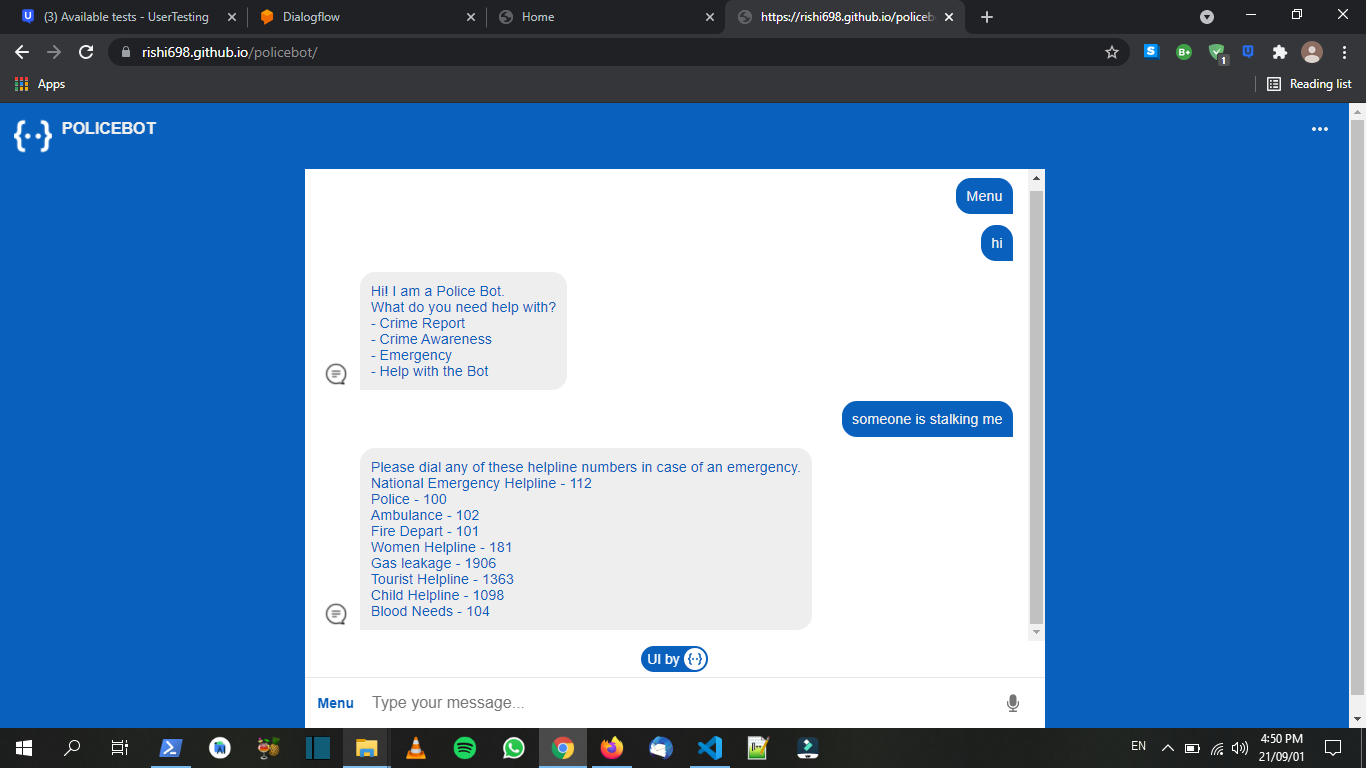 (3) Available tests - UserTesting
Dialogflow
Home
https://rishi698.github.io/policeb
rishi698.github.io/policebot/
B+
1
Apps
Reading list
{··} POLICEBOT
Menu
hi
Hi! I am a Police Bot.
What do you need help with?
- Crime Report
- Crime Awareness
- Emergency
- Help with the Bot
someone is stalking me
Please dial any of these helpline numbers in case of an emergency.
National Emergency Helpline - 112
Police - 100
Ambulance - 102
Fire Depart - 101
Women Helpline - 181
Gas leakage - 1906
Tourist Helpline - 1363
Child Helpline - 1098
Blood Needs - 104
UI by {··}
Menu
Type your message...
EN
4:50 PM
21/09/01